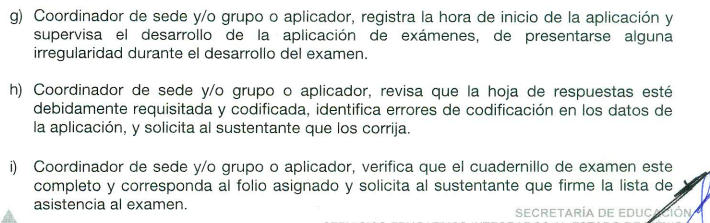 g) Coordinador de sede y/o grupo o aplicador, registra la hora de inicio de la aplicación y
supervisa el desarrollo de la aplicación de exámenes, de presentarse alguna
irregularidad durante el desarrollo del examen.
h) Coordinador de sede y/o grupo o aplicador, revisa que la hoja de respuestas esté
debidamente requisitada y codificada, identifica errores de codificación en los datos de
la aplicación, y solicita al sustentante que los corrija.
i) Coordinador de sede y/o grupo o aplicador, verifica que el cuadernillo de examen este
completo y corresponda al folio asignado y solicita al sustentante que firme la lista de
asistencia al examen.
SECRETARÍA DE EDUCACIÓN